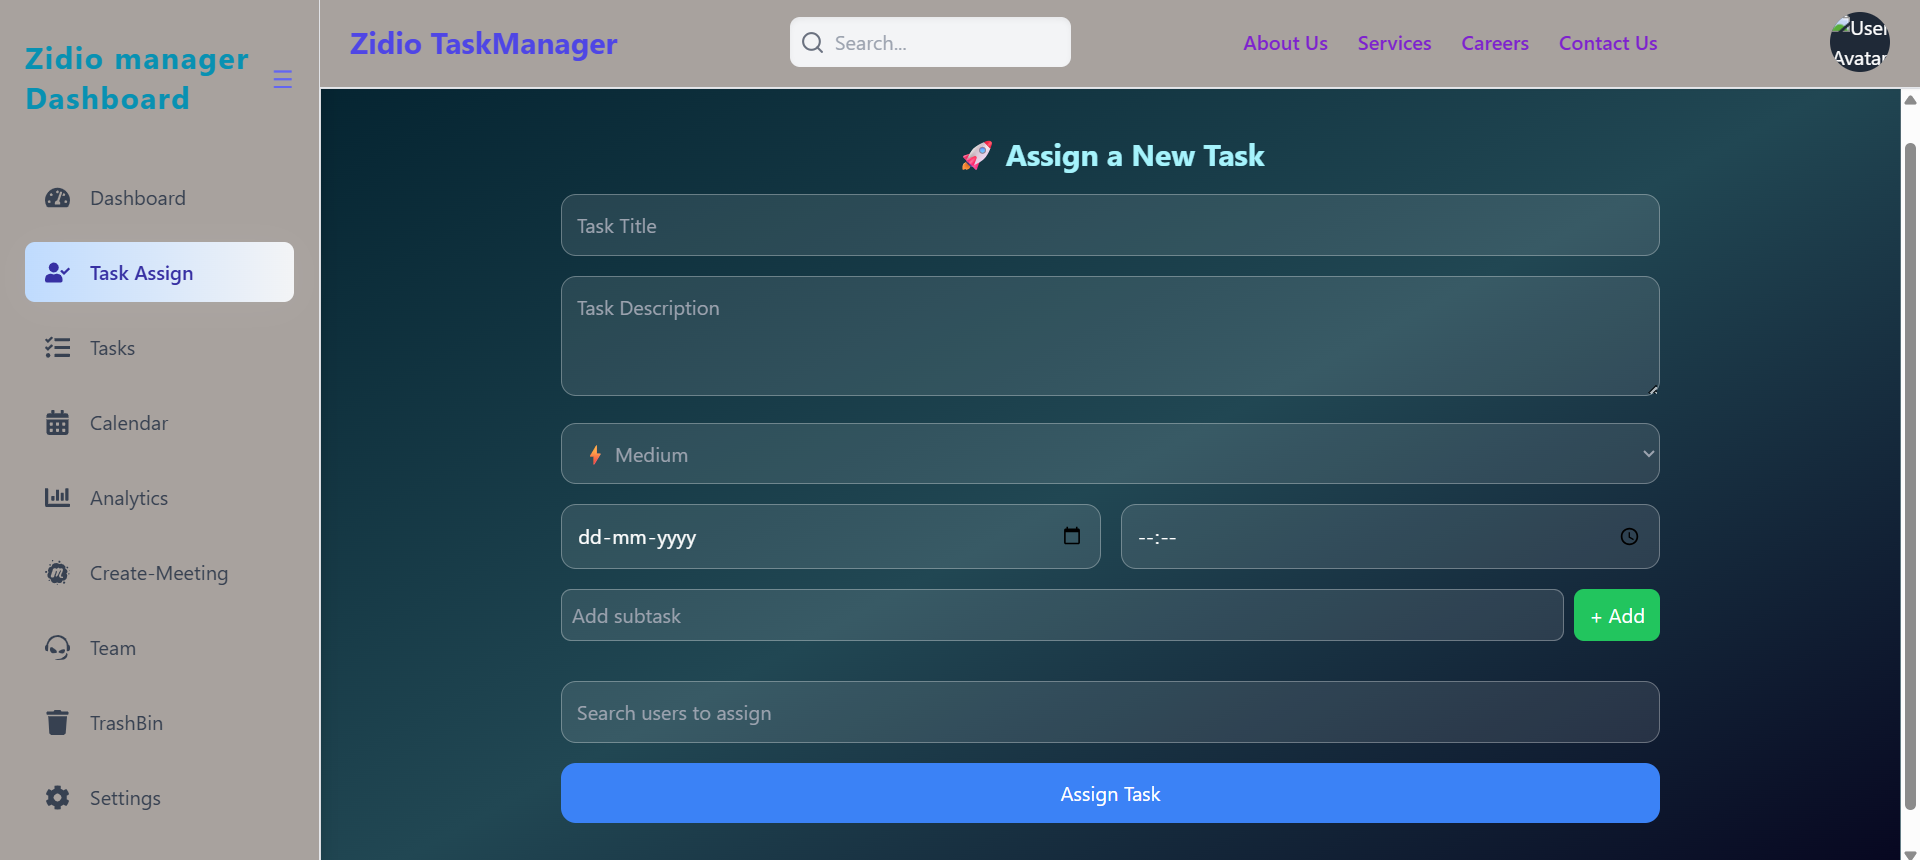 Zidio manager
Dashboard
Dashboard
Task Assign
Tasks
Calendar
Analytics
Create-Meeting
Team
TrashBin
Settings
Zidio TaskManager
Search...
About Us
Services
Careers
Contact Us
User
Avatar
🚀 Assign a New Task
Task Title
Task Description
⚡ Medium
dd-mm-yyyy
--:--
Add subtask
+ Add
Search users to assign
Assign Task